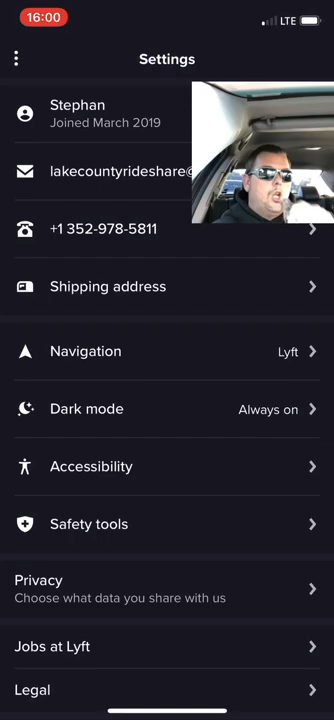 16:00
LTE
Settings
Stephan
Joined March 2019
lakecountyrideshare@
+1 352-978-5811
Shipping address
Navigation
Lyft
Dark mode
Always on
Accessibility
Safety tools
Privacy
Choose what data you share with us
Jobs at Lyft
Legal